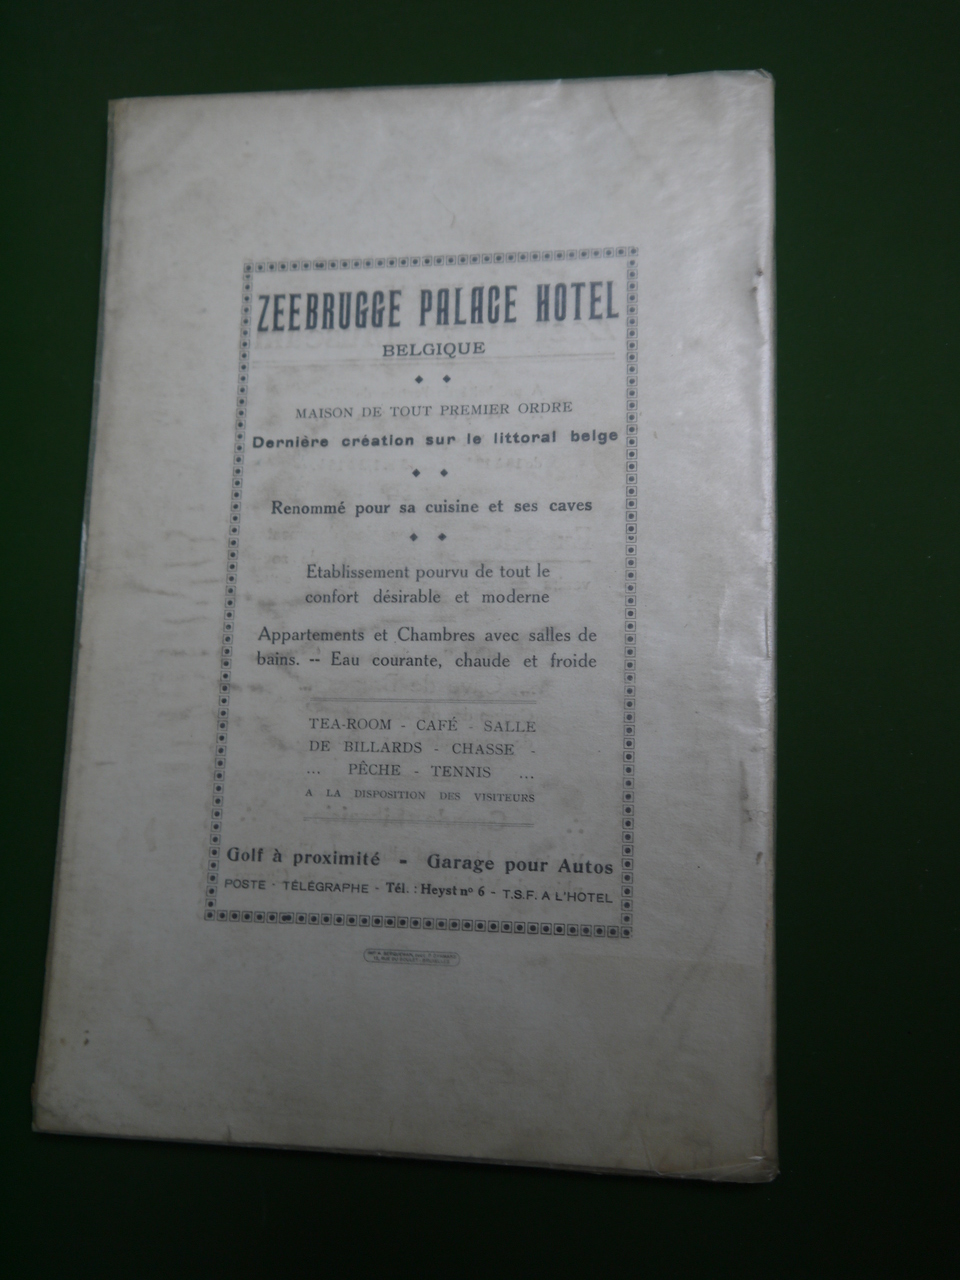 ZEEBRUGGE PALACE HOTEL
BELGIQUE
MAISON DE TOUT PREMIER ORDRE
Dernière création sur le littoral belge
Renommé pour sa cuisine et ses caves
Etablissement pourvu de tout le
confort désirable et moderne
Appartements et Chambres avec salles de
bains. -- Eau courante, chaude et froide
TEA-ROOM - CAFÉ - SALLE
DE BILLARDS - CHASSE -
... PÊCHE - TENNIS ...
A LA DISPOSITION DES VISITEURS
Golf à proximité - Garage pour Autos
POSTE - TÉLÉGRAPHE - Tél. : Heyst nº 6 - T.S.F. A L'HOTEL